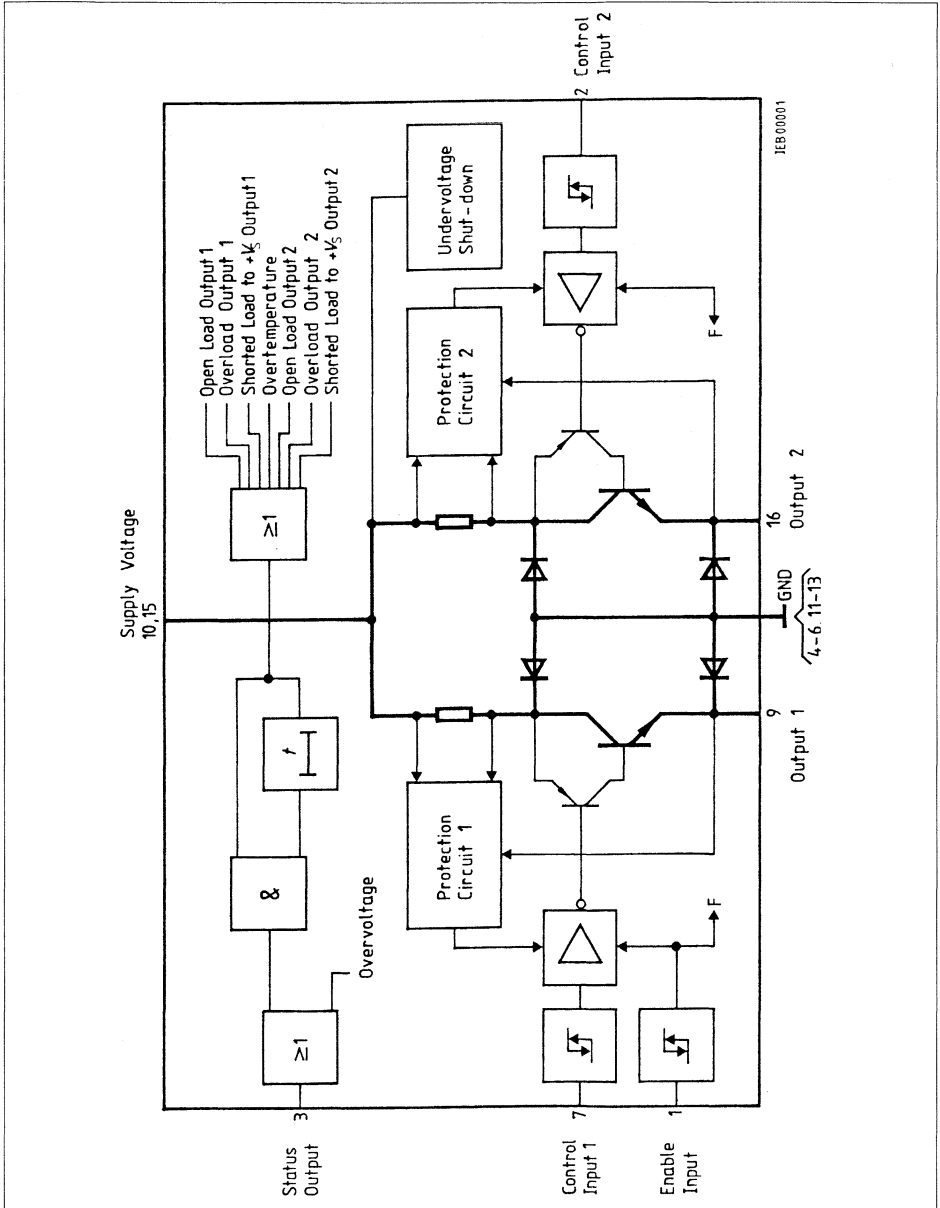 Supply Voltage
10,15
Open Load Output 1
Overload Output 1
Shorted Load to +VS Output 1
Overtemperature
Open Load Output 2
Overload Output 2
Shorted Load to +VS Output 2
≥1
t
&
Overvoltage
≥1
3
Status
Output
Undervoltage
Shut-down
Protection
Circuit 1
Protection
Circuit 2
7
Control
Input 1
2
Control
Input 2
F
F
1
Enable
Input
9
Output 1
GND
4-6.11-13
16
Output 2
IEB00001